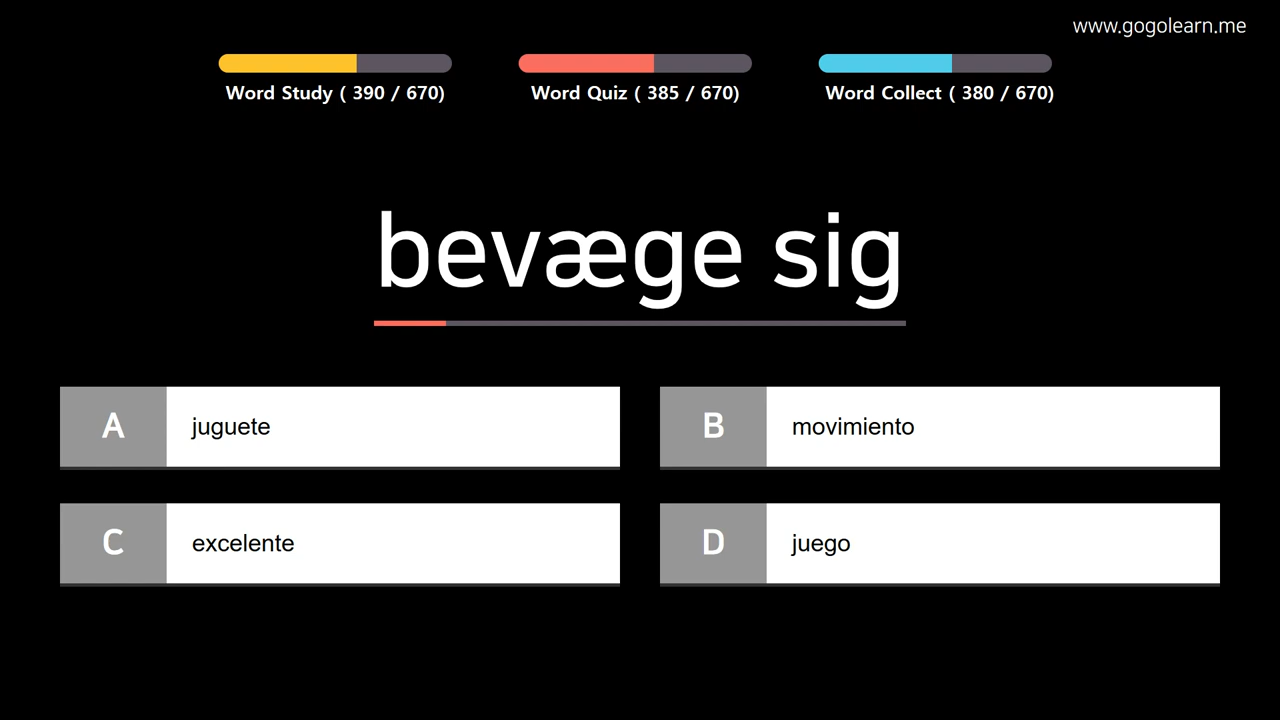 www.gogolearn.me
Word Study ( 390 / 670)
Word Quiz ( 385 / 670)
Word Collect ( 380 / 670)
bevæge sig
A juguete
B movimiento
C excelente
D juego